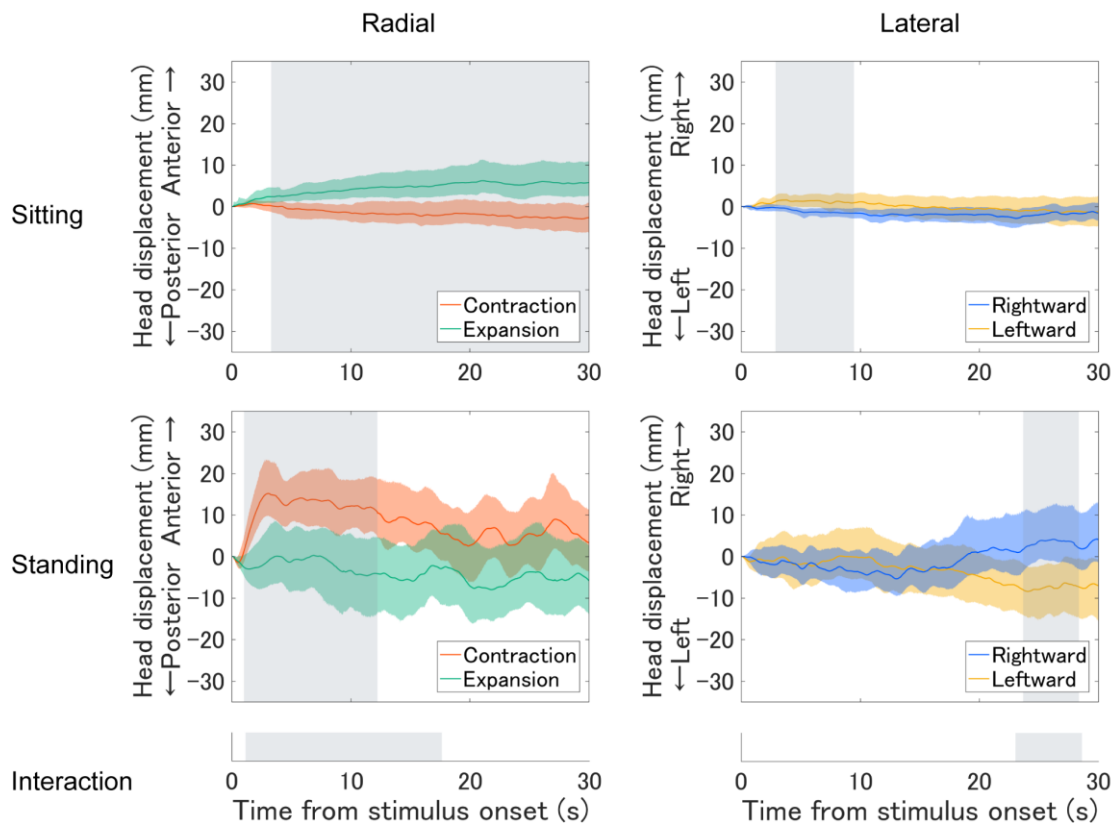 Radial
Lateral
Sitting
Head displacement (mm)
←Posterior Anterior →
30
20
10
0
-10
-20
-30
Contraction
Expansion
0 10 20 30
Head displacement (mm)
←Left Right→
30
20
10
0
-10
-20
-30
Rightward
Leftward
0 10 20 30
Standing
Head displacement (mm)
←Posterior Anterior →
30
20
10
0
-10
-20
-30
Contraction
Expansion
Head displacement (mm)
←Left Right→
30
20
10
0
-10
-20
-30
Rightward
Leftward
Interaction
0 10 20 30
Time from stimulus onset (s)
0 10 20 30
Time from stimulus onset (s)